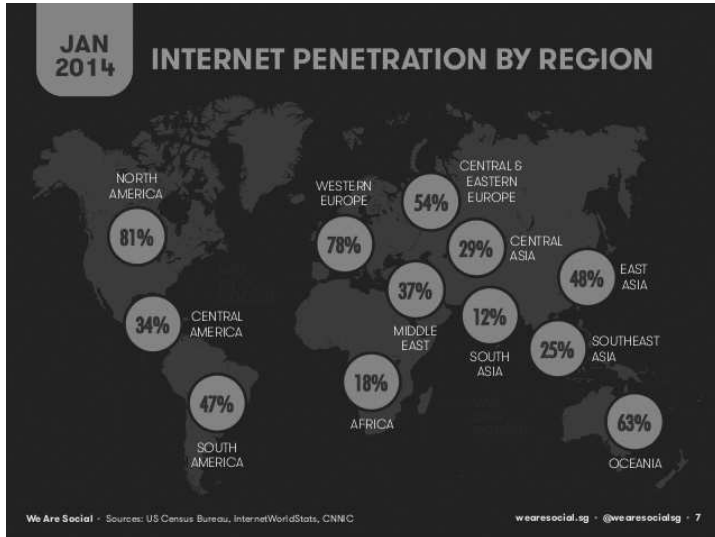 JAN
2014
INTERNET PENETRATION BY REGION
NORTH
AMERICA
81%
WESTERN
EUROPE
78%
CENTRAL &
EASTERN
EUROPE
54%
29%
CENTRAL
ASIA
48%
EAST
ASIA
34%
CENTRAL
AMERICA
37%
MIDDLE
EAST
12%
SOUTH
ASIA
25%
SOUTHEAST
ASIA
47%
SOUTH
AMERICA
18%
AFRICA
63%
OCEANIA
We Are Social · Sources: US Census Bureau, InternetWorldStats, CNNIC
wearesocial.sg · @wearesocialsg · 7